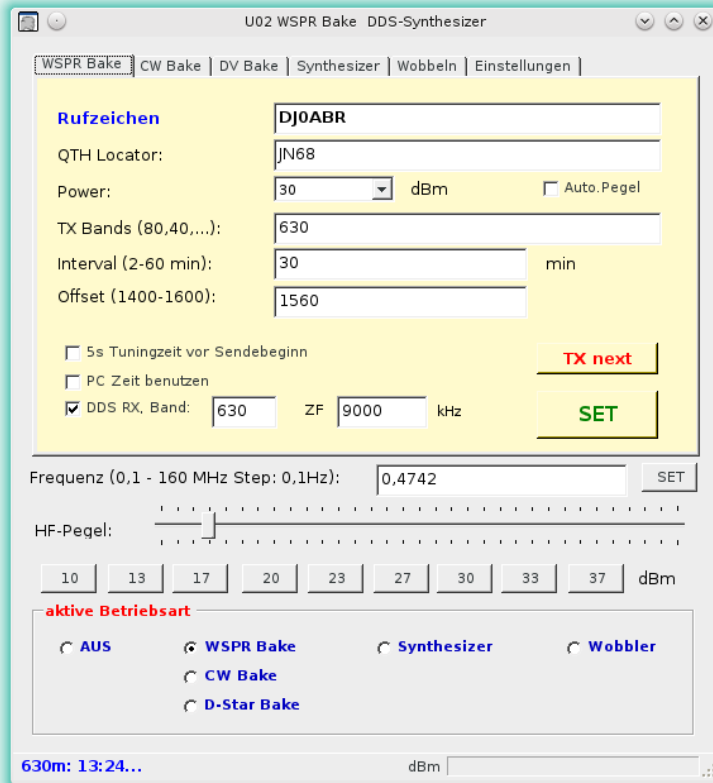 U02 WSPR Bake DDS-Synthesizer
WSPR Bake CW Bake DV Bake Synthesizer Wobbeln Einstellungen
Rufzeichen DJ0ABR
QTH Locator: JN68
Power: 30 dBm Auto.Pegel
TX Bands (80,40,...): 630
Interval (2-60 min): 30 min
Offset (1400-1600): 1560
5s Tuningzeit vor Sendebeginn
TX next
PC Zeit benutzen
DDS RX, Band: 630 ZF 9000 kHz
SET
Frequenz (0,1 - 160 MHz Step: 0,1Hz): 0,4742 SET
HF-Pegel:
10 13 17 20 23 27 30 33 37 dBm
aktive Betriebsart
AUS WSPR Bake Synthesizer Wobbler
CW Bake
D-Star Bake
630m: 13:24... dBm